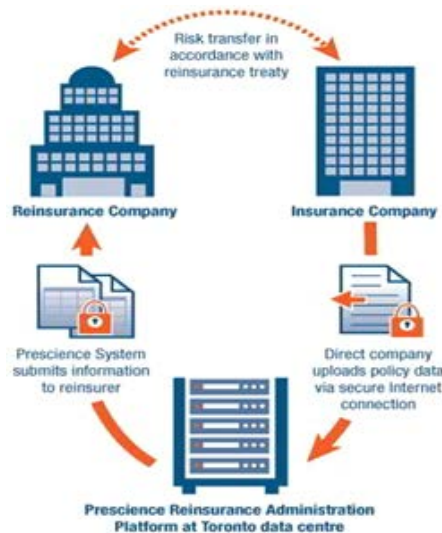 Risk transfer in
accordance with
reinsurance treaty
Reinsurance Company
Insurance Company
Prescience System
submits information
to reinsurer
Direct company
uploads policy data
via secure Internet
connection
Prescience Reinsurance Administration
Platform at Toronto data centre